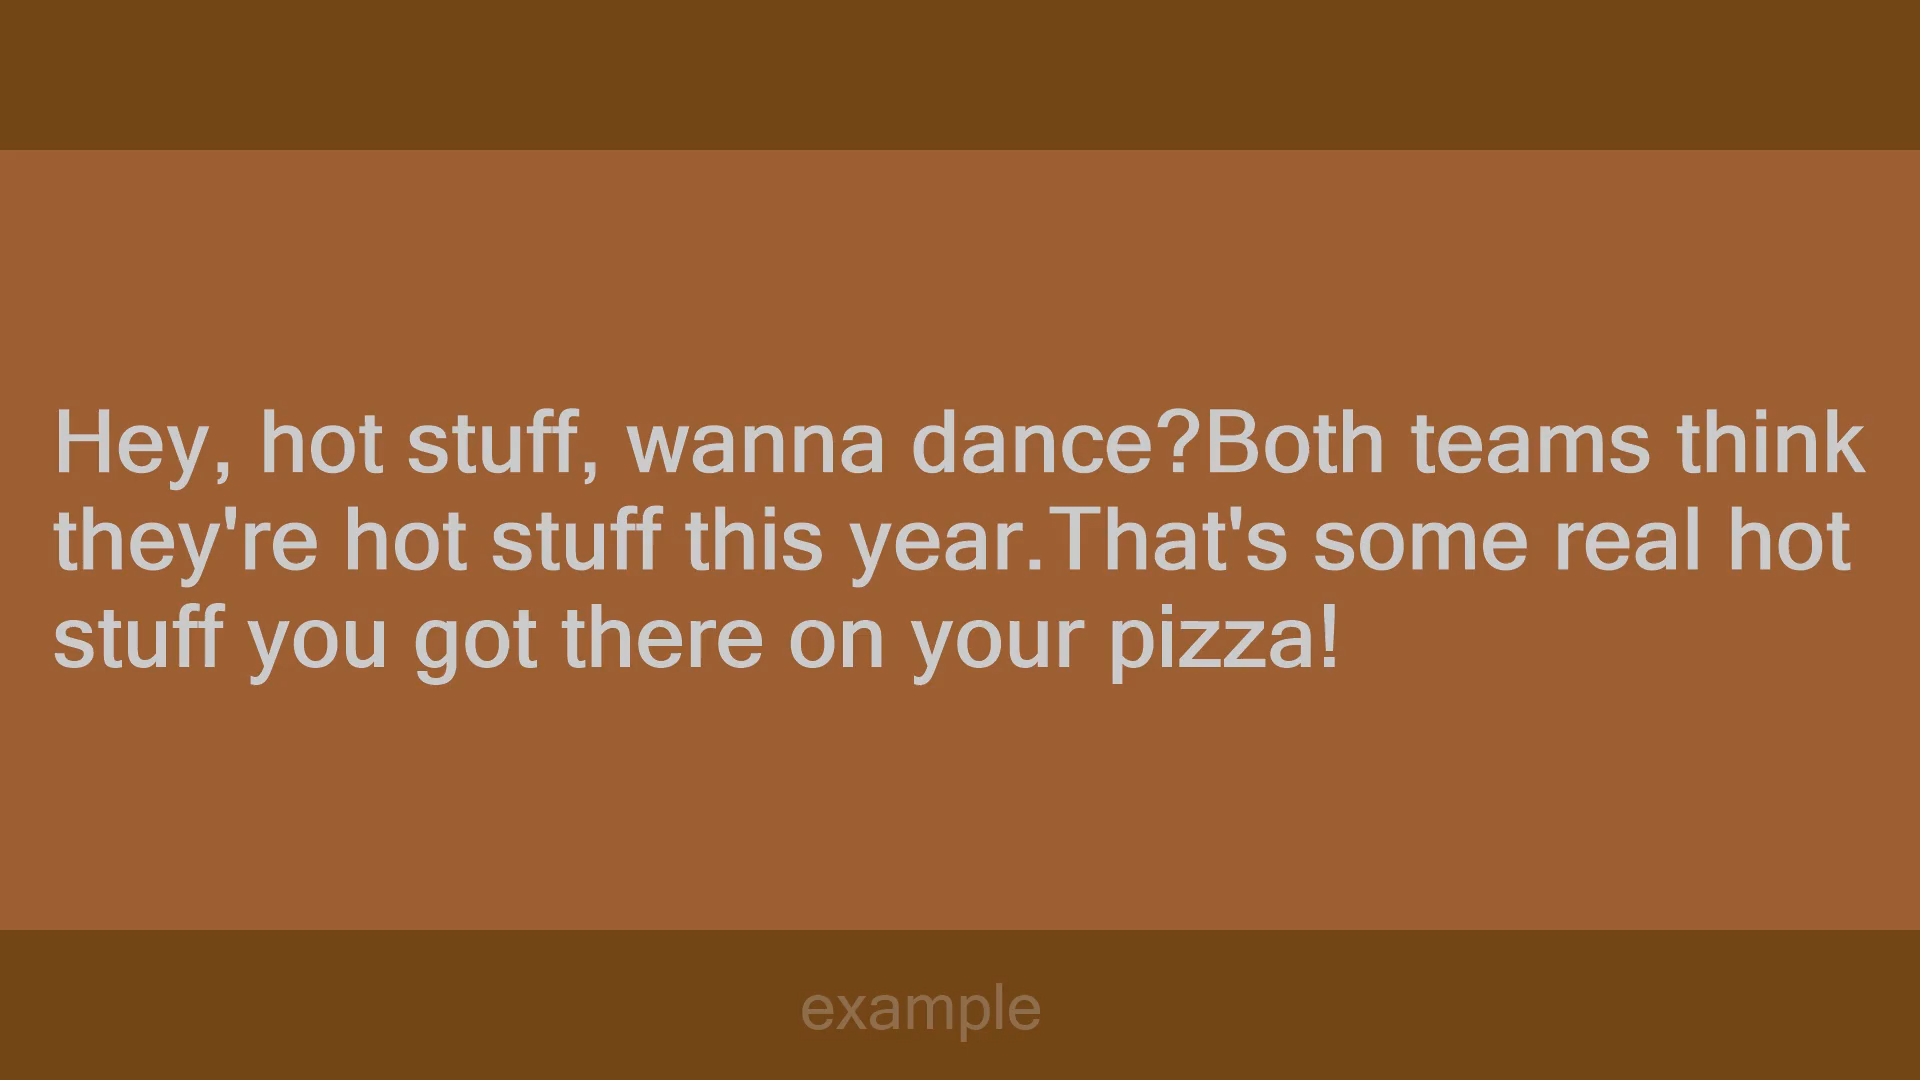 Hey, hot stuff, wanna dance?Both teams think
they're hot stuff this year.That's some real hot
stuff you got there on your pizza!
example